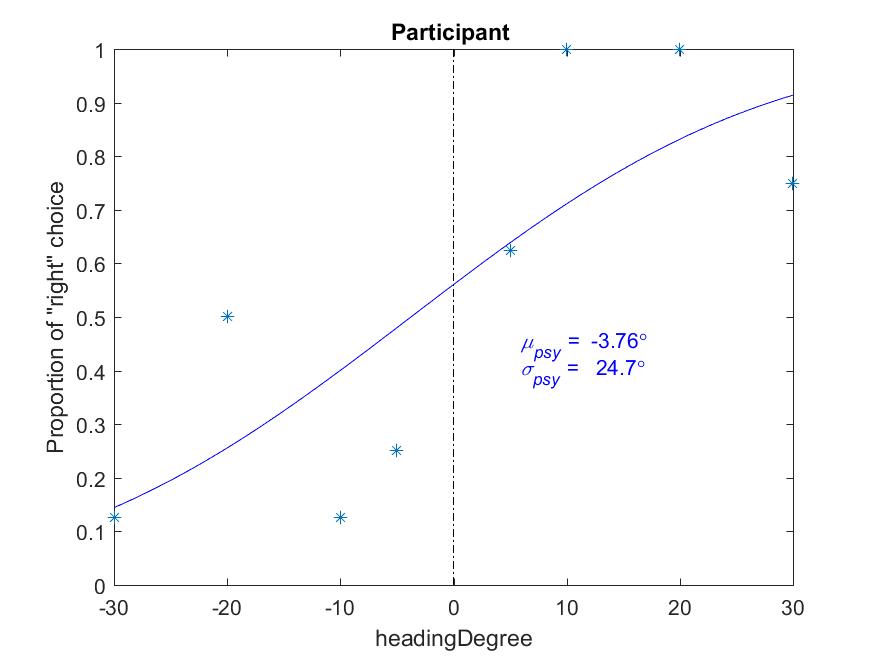 Participant
1
0.9
0.8
0.7
0.6
0.5
0.4
0.3
0.2
0.1
0
Proportion of "right" choice
μpsy = -3.76°
σpsy = 24.7°
-30 -20 -10 0 10 20 30
headingDegree